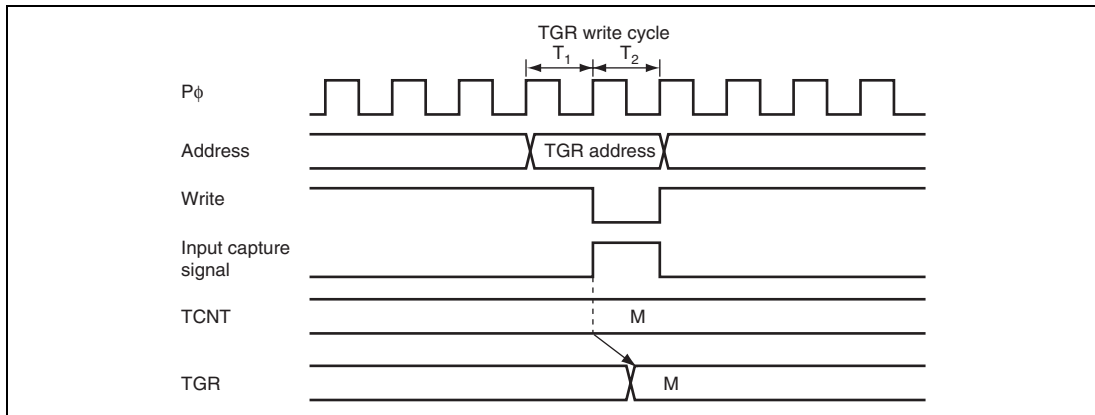 TGR write cycle
T1 T2
Pφ
Address
TGR address
Write
Input capture
signal
TCNT
M
TGR
M